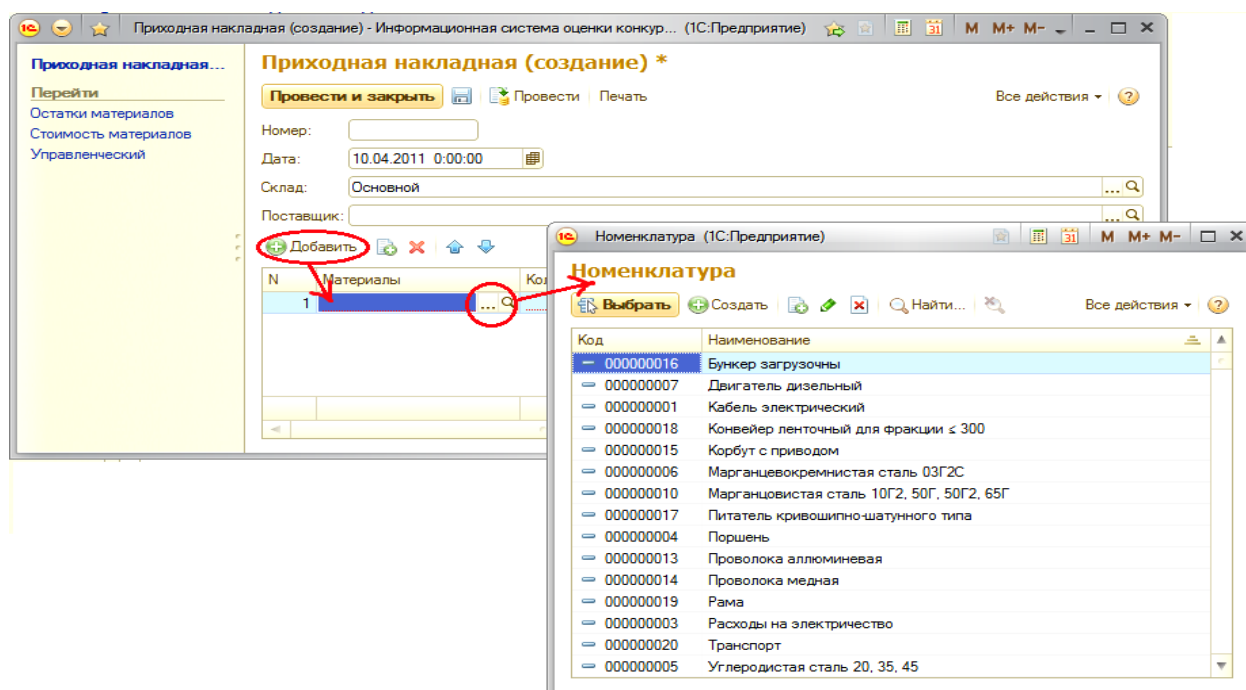 1С Приходная накладная (создание) - Информационная система оценки конкур... (1С:Предприятие) 31 M M+ M-
Приходная накладная...
Перейти
Остатки материалов
Стоимость материалов
Управленческий
Приходная накладная (создание) *
Провести и закрыть Провести Печать Все действия ?
Номер:
Дата: 10.04.2011 0:00:00
Склад: Основной ...
Поставщик: ...
Добавить
N Материалы
1 ...
1С Номенклатура (1С:Предприятие) 31 M M+ M-
Номенклатура
Выбрать Создать Найти... Все действия ?
Код Наименование
000000016 Бункер загрузочны
000000007 Двигатель дизельный
000000001 Кабель электрический
000000018 Конвейер ленточный для фракции ≤ 300
000000015 Корбут с приводом
000000006 Марганцевокремнистая сталь 03Г2С
000000010 Марганцовистая сталь 10Г2, 50Г, 50Г2, 65Г
000000017 Питатель кривошипно-шатунного типа
000000004 Поршень
000000013 Проволока аллюминевая
000000014 Проволока медная
000000019 Рама
000000003 Расходы на электричество
000000020 Транспорт
000000005 Углеродистая сталь 20, 35, 45